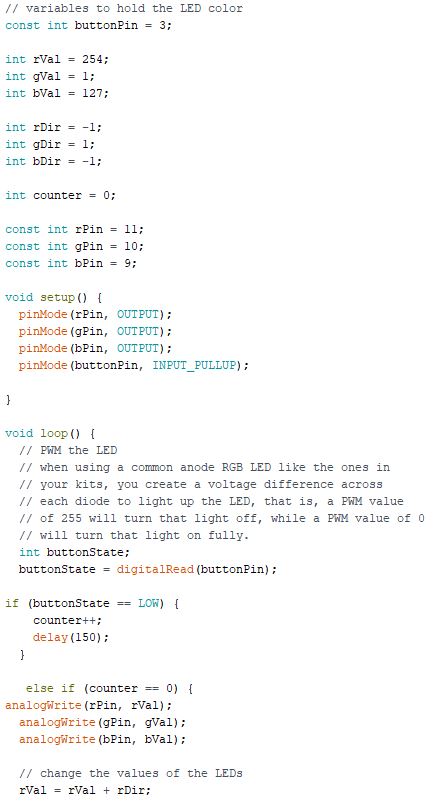 // variables to hold the LED color
const int buttonPin = 3;
int rVal = 254;
int gVal = 1;
int bVal = 127;
int rDir = -1;
int gDir = 1;
int bDir = -1;
int counter = 0;
const int rPin = 11;
const int gPin = 10;
const int bPin = 9;
void setup() {
pinMode(rPin, OUTPUT);
pinMode(gPin, OUTPUT);
pinMode(bPin, OUTPUT);
pinMode(buttonPin, INPUT_PULLUP);
}
void loop() {
// PWM the LED
// when using a common anode RGB LED like the ones in
// your kits, you create a voltage difference across
// each diode to light up the LED, that is, a PWM value
// of 255 will turn that light off, while a PWM value of 0
// will turn that light on fully.
int buttonState;
buttonState = digitalRead(buttonPin);
if (buttonState == LOW) {
counter++;
delay(150);
}
else if (counter == 0) {
analogWrite(rPin, rVal);
analogWrite(gPin, gVal);
analogWrite(bPin, bVal);
// change the values of the LEDs
rVal = rVal + rDir;